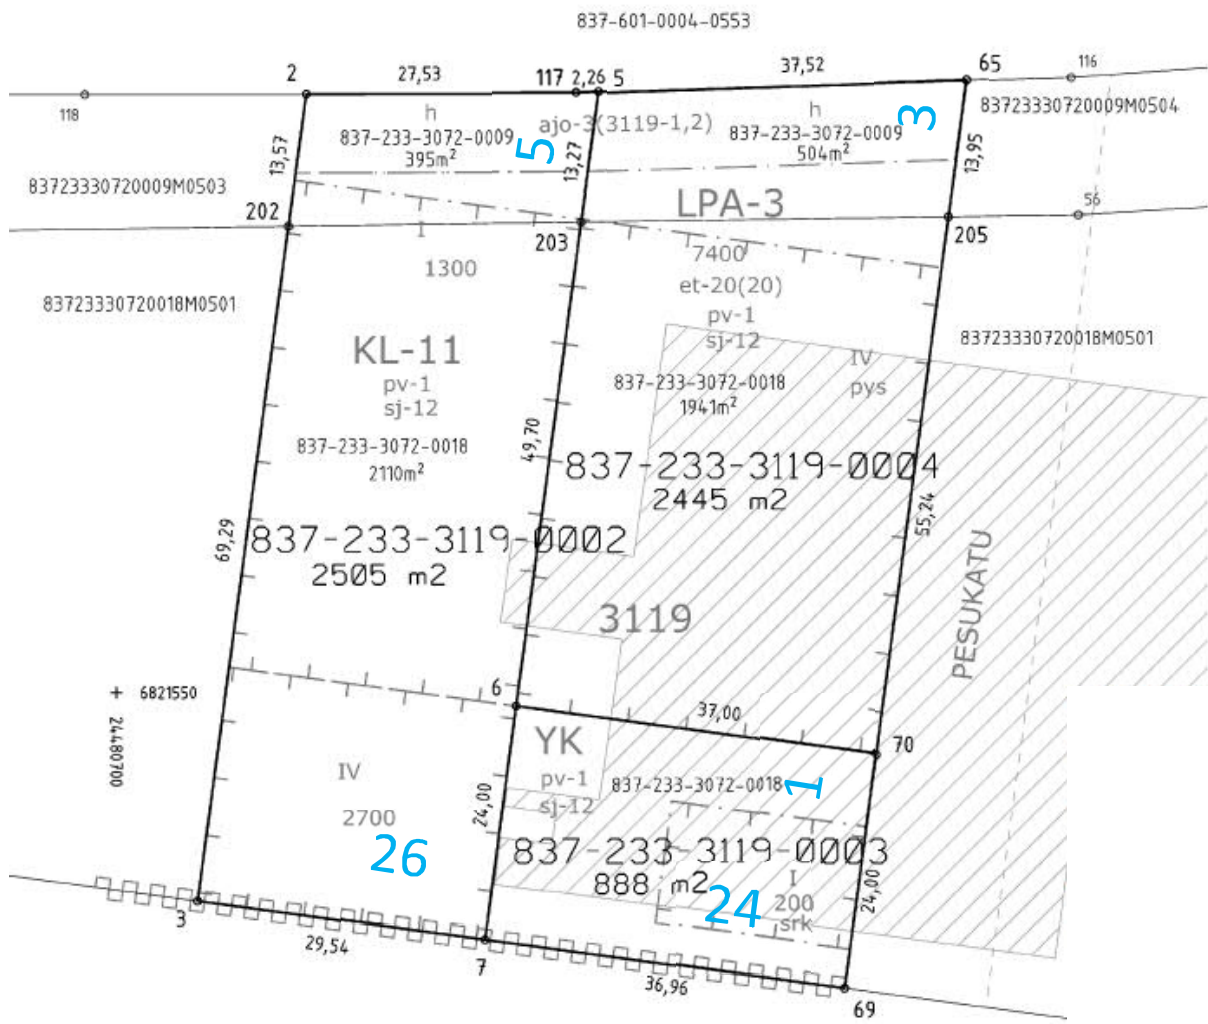 837-601-0004-0553
2
27,53
117
2,26
5
37,52
65
116
118
h
ajo-3(3119-1,2)
h
3
83723330720009M0504
837-233-3072-0009
395m²
5
837-233-3072-0009
504m²
13,57
13,27
13,95
83723330720009M0503
202
LPA-3
56
I
203
205
1300
7400
et-20(20)
pv-1
sj-12
83723330720018M0501
83723330720018M0501
KL-11
pv-1
sj-12
IV
pys
837-233-3072-0018
1941m²
837-233-3072-0018
2110m²
49,70
837-233-3119-0004
2445 m2
55,24
69,29
837-233-3119-0002
2505 m2
PESUKATU
3119
6
+ 6821550
24480700
37,00
70
YK
pv-1
sj-12
837-233-3072-0018
1
IV
2700
26
24,00
837-233-3119-0003
888 m2
24
I
200
srk
24,00
3
29,54
7
36,96
69